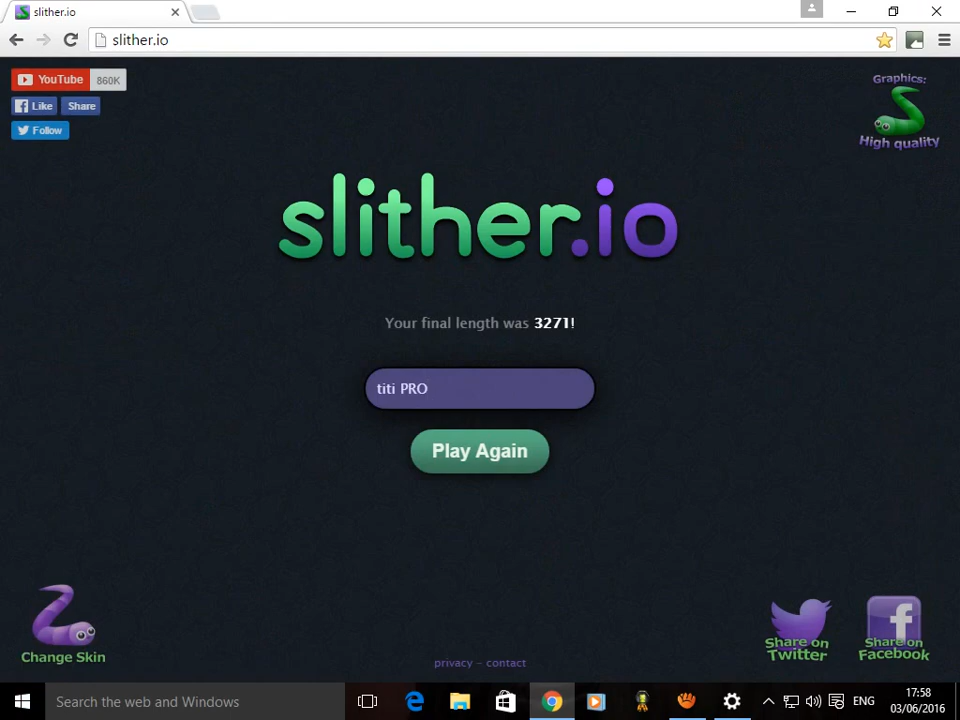 slither.io
slither.io
YouTube 860K
Like Share
Follow
Graphics:
High quality
slither.io
Your final length was 3271!
titi PRO
Play Again
Change Skin
Share on
Twitter
Share on
Facebook
privacy – contact
Search the web and Windows
ENG
17:58
03/06/2016